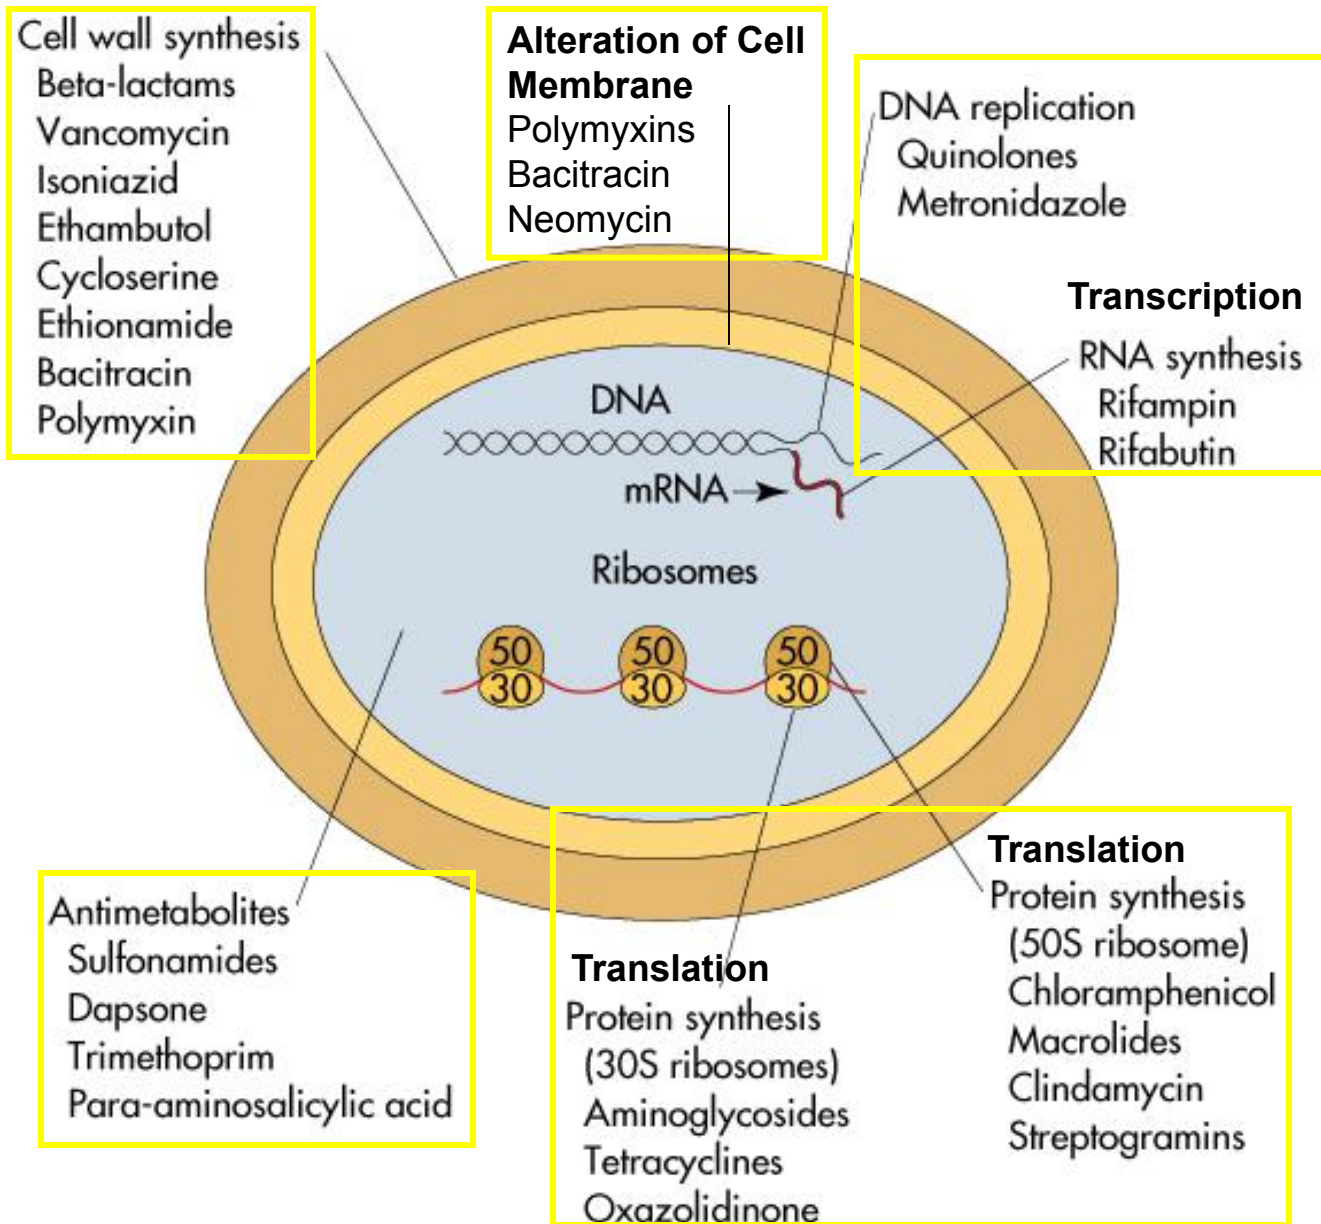 Cell wall synthesis
Beta-lactams
Vancomycin
Isoniazid
Ethambutol
Cycloserine
Ethionamide
Bacitracin
Polymyxin
Alteration of Cell
Membrane
Polymyxins
Bacitracin
Neomycin
DNA replication
Quinolones
Metronidazole
Transcription
RNA synthesis
Rifampin
Rifabutin
DNA
mRNA
Ribosomes
50 50 50
30 30 30
Antimetabolites
Sulfonamides
Dapsone
Trimethoprim
Para-aminosalicylic acid
Translation
Protein synthesis
(30S ribosomes)
Aminoglycosides
Tetracyclines
Oxazolidinone
Translation
Protein synthesis
(50S ribosome)
Chloramphenicol
Macrolides
Clindamycin
Streptogramins